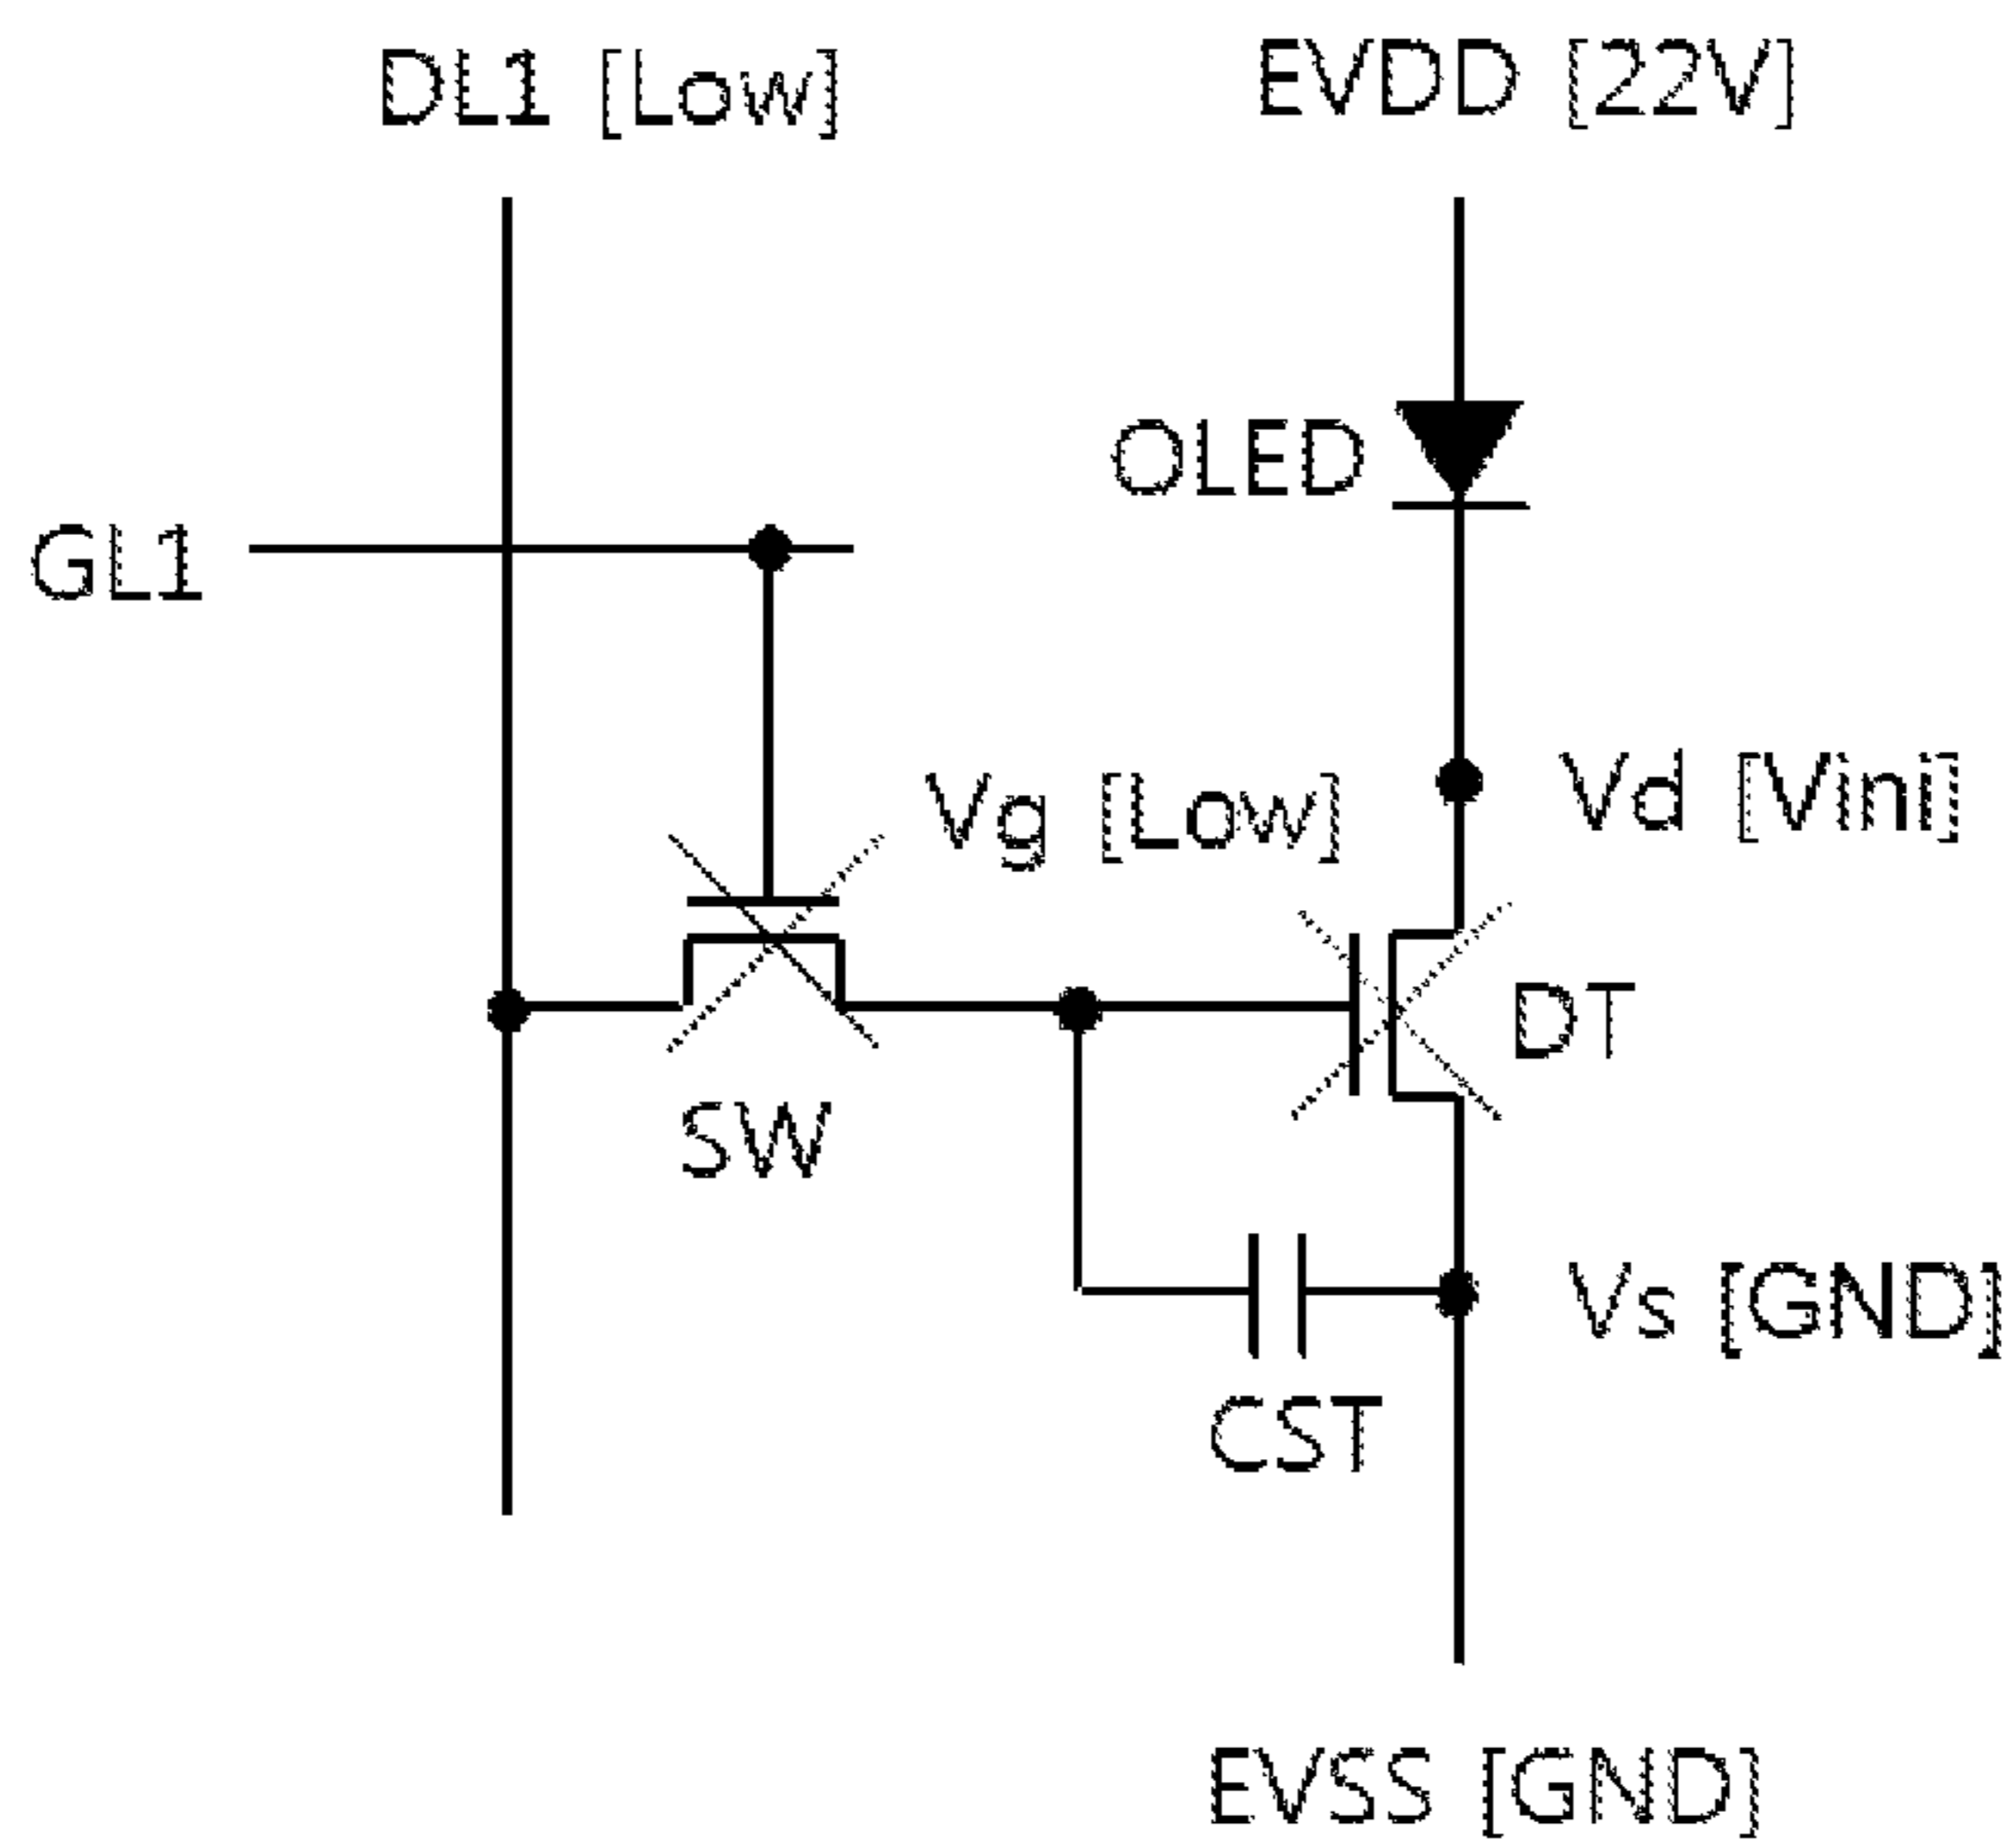 DL1 [Low]
EVDD [22V]
OLED
GL1
Vg [Low]
Vd [Vini]
DT
SW
Vs [GND]
CST
EVSS [GND]